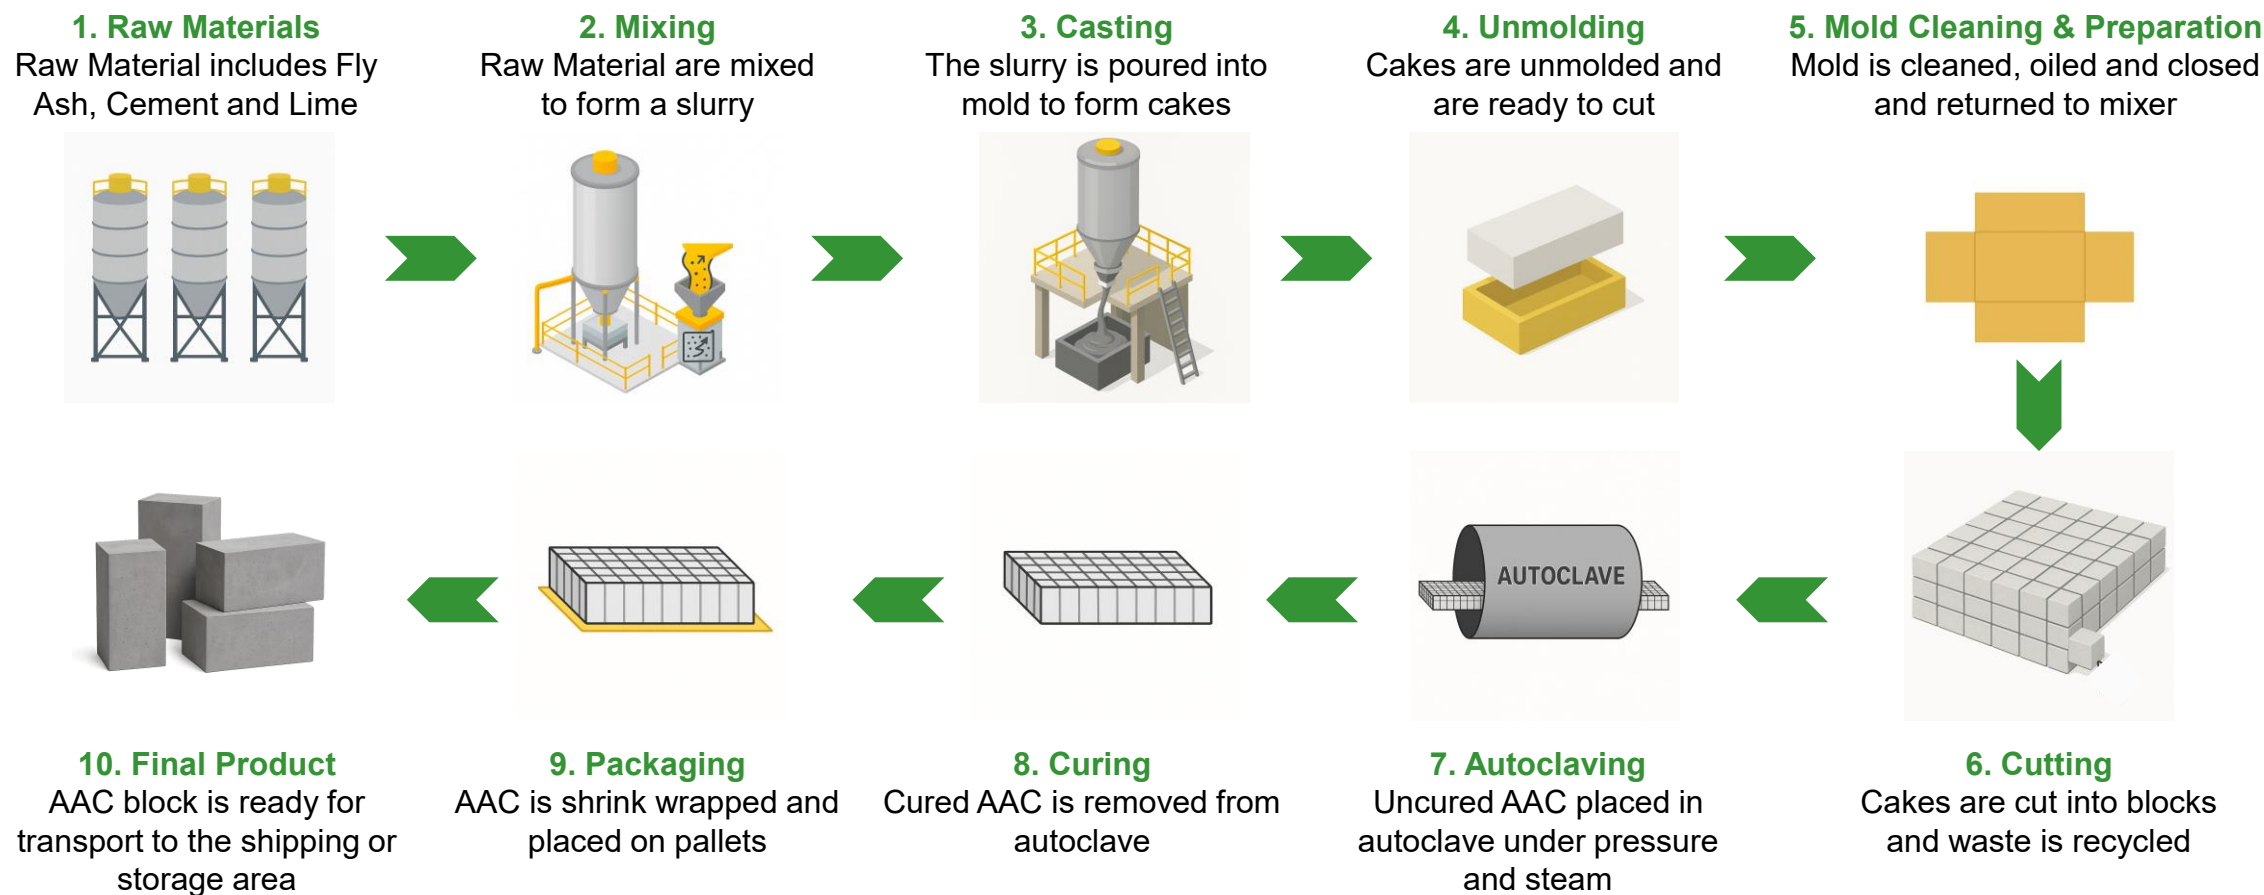 1. Raw Materials
Raw Material includes Fly
Ash, Cement and Lime
2. Mixing
Raw Material are mixed
to form a slurry
3. Casting
The slurry is poured into
mold to form cakes
4. Unmolding
Cakes are unmolded and
are ready to cut
5. Mold Cleaning & Preparation
Mold is cleaned, oiled and closed
and returned to mixer
AUTOCLAVE
10. Final Product
AAC block is ready for
transport to the shipping or
storage area
9. Packaging
AAC is shrink wrapped and
placed on pallets
8. Curing
Cured AAC is removed from
autoclave
7. Autoclaving
Uncured AAC placed in
autoclave under pressure
and steam
6. Cutting
Cakes are cut into blocks
and waste is recycled